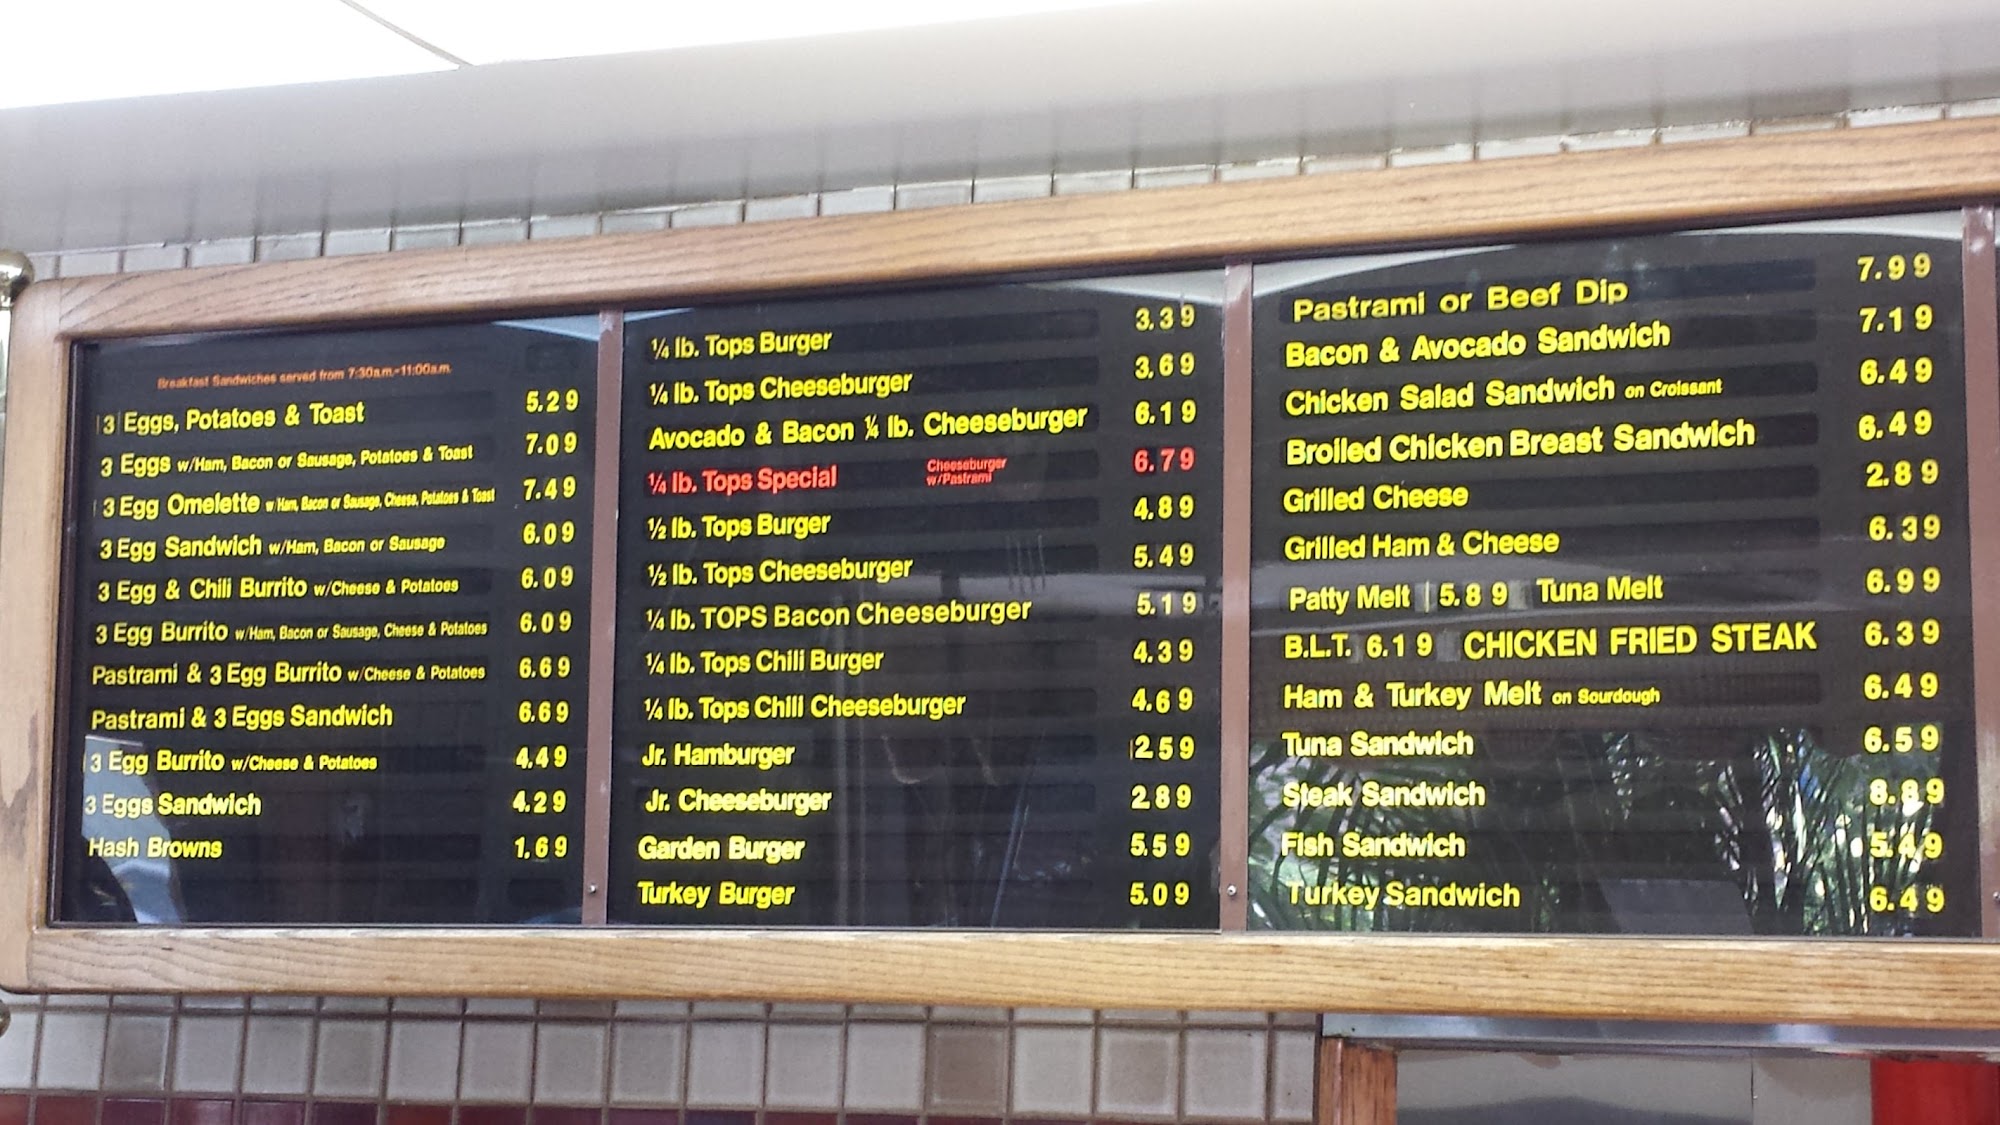 Breakfast Sandwiches served from 7:30a.m.-11:00a.m.
3 Eggs, Potatoes & Toast 5.29
3 Eggs w/Ham, Bacon or Sausage, Potatoes & Toast 7.09
3 Egg Omelette w/Ham, Bacon or Sausage, Cheese, Potatoes & Toast 7.49
3 Egg Sandwich w/Ham, Bacon or Sausage 6.09
3 Egg & Chili Burrito w/Cheese & Potatoes 6.09
3 Egg Burrito w/Ham, Bacon or Sausage, Cheese & Potatoes 6.09
Pastrami & 3 Egg Burrito w/Cheese & Potatoes 6.69
Pastrami & 3 Eggs Sandwich 6.69
3 Egg Burrito w/Cheese & Potatoes 4.49
3 Eggs Sandwich 4.29
Hash Browns 1.69
¼ lb. Tops Burger 3.39
¼ lb. Tops Cheeseburger 3.69
Avocado & Bacon ¼ lb. Cheeseburger 6.19
¼ lb. Tops Special Cheeseburger w/Pastrami 6.79
½ lb. Tops Burger 4.89
½ lb. Tops Cheeseburger 5.49
¼ lb. TOPS Bacon Cheeseburger 5.19
¼ lb. Tops Chili Burger 4.39
¼ lb. Tops Chili Cheeseburger 4.69
Jr. Hamburger 2.59
Jr. Cheeseburger 2.89
Garden Burger 5.59
Turkey Burger 5.09
Pastrami or Beef Dip 7.99
Bacon & Avocado Sandwich 7.19
Chicken Salad Sandwich on Croissant 6.49
Broiled Chicken Breast Sandwich 6.49
Grilled Cheese 2.89
Grilled Ham & Cheese 6.39
Patty Melt 5.89 Tuna Melt 6.99
B.L.T. 6.19 CHICKEN FRIED STEAK 6.39
Ham & Turkey Melt on Sourdough 6.49
Tuna Sandwich 6.59
Steak Sandwich 8.89
Fish Sandwich 5.49
Turkey Sandwich 6.49